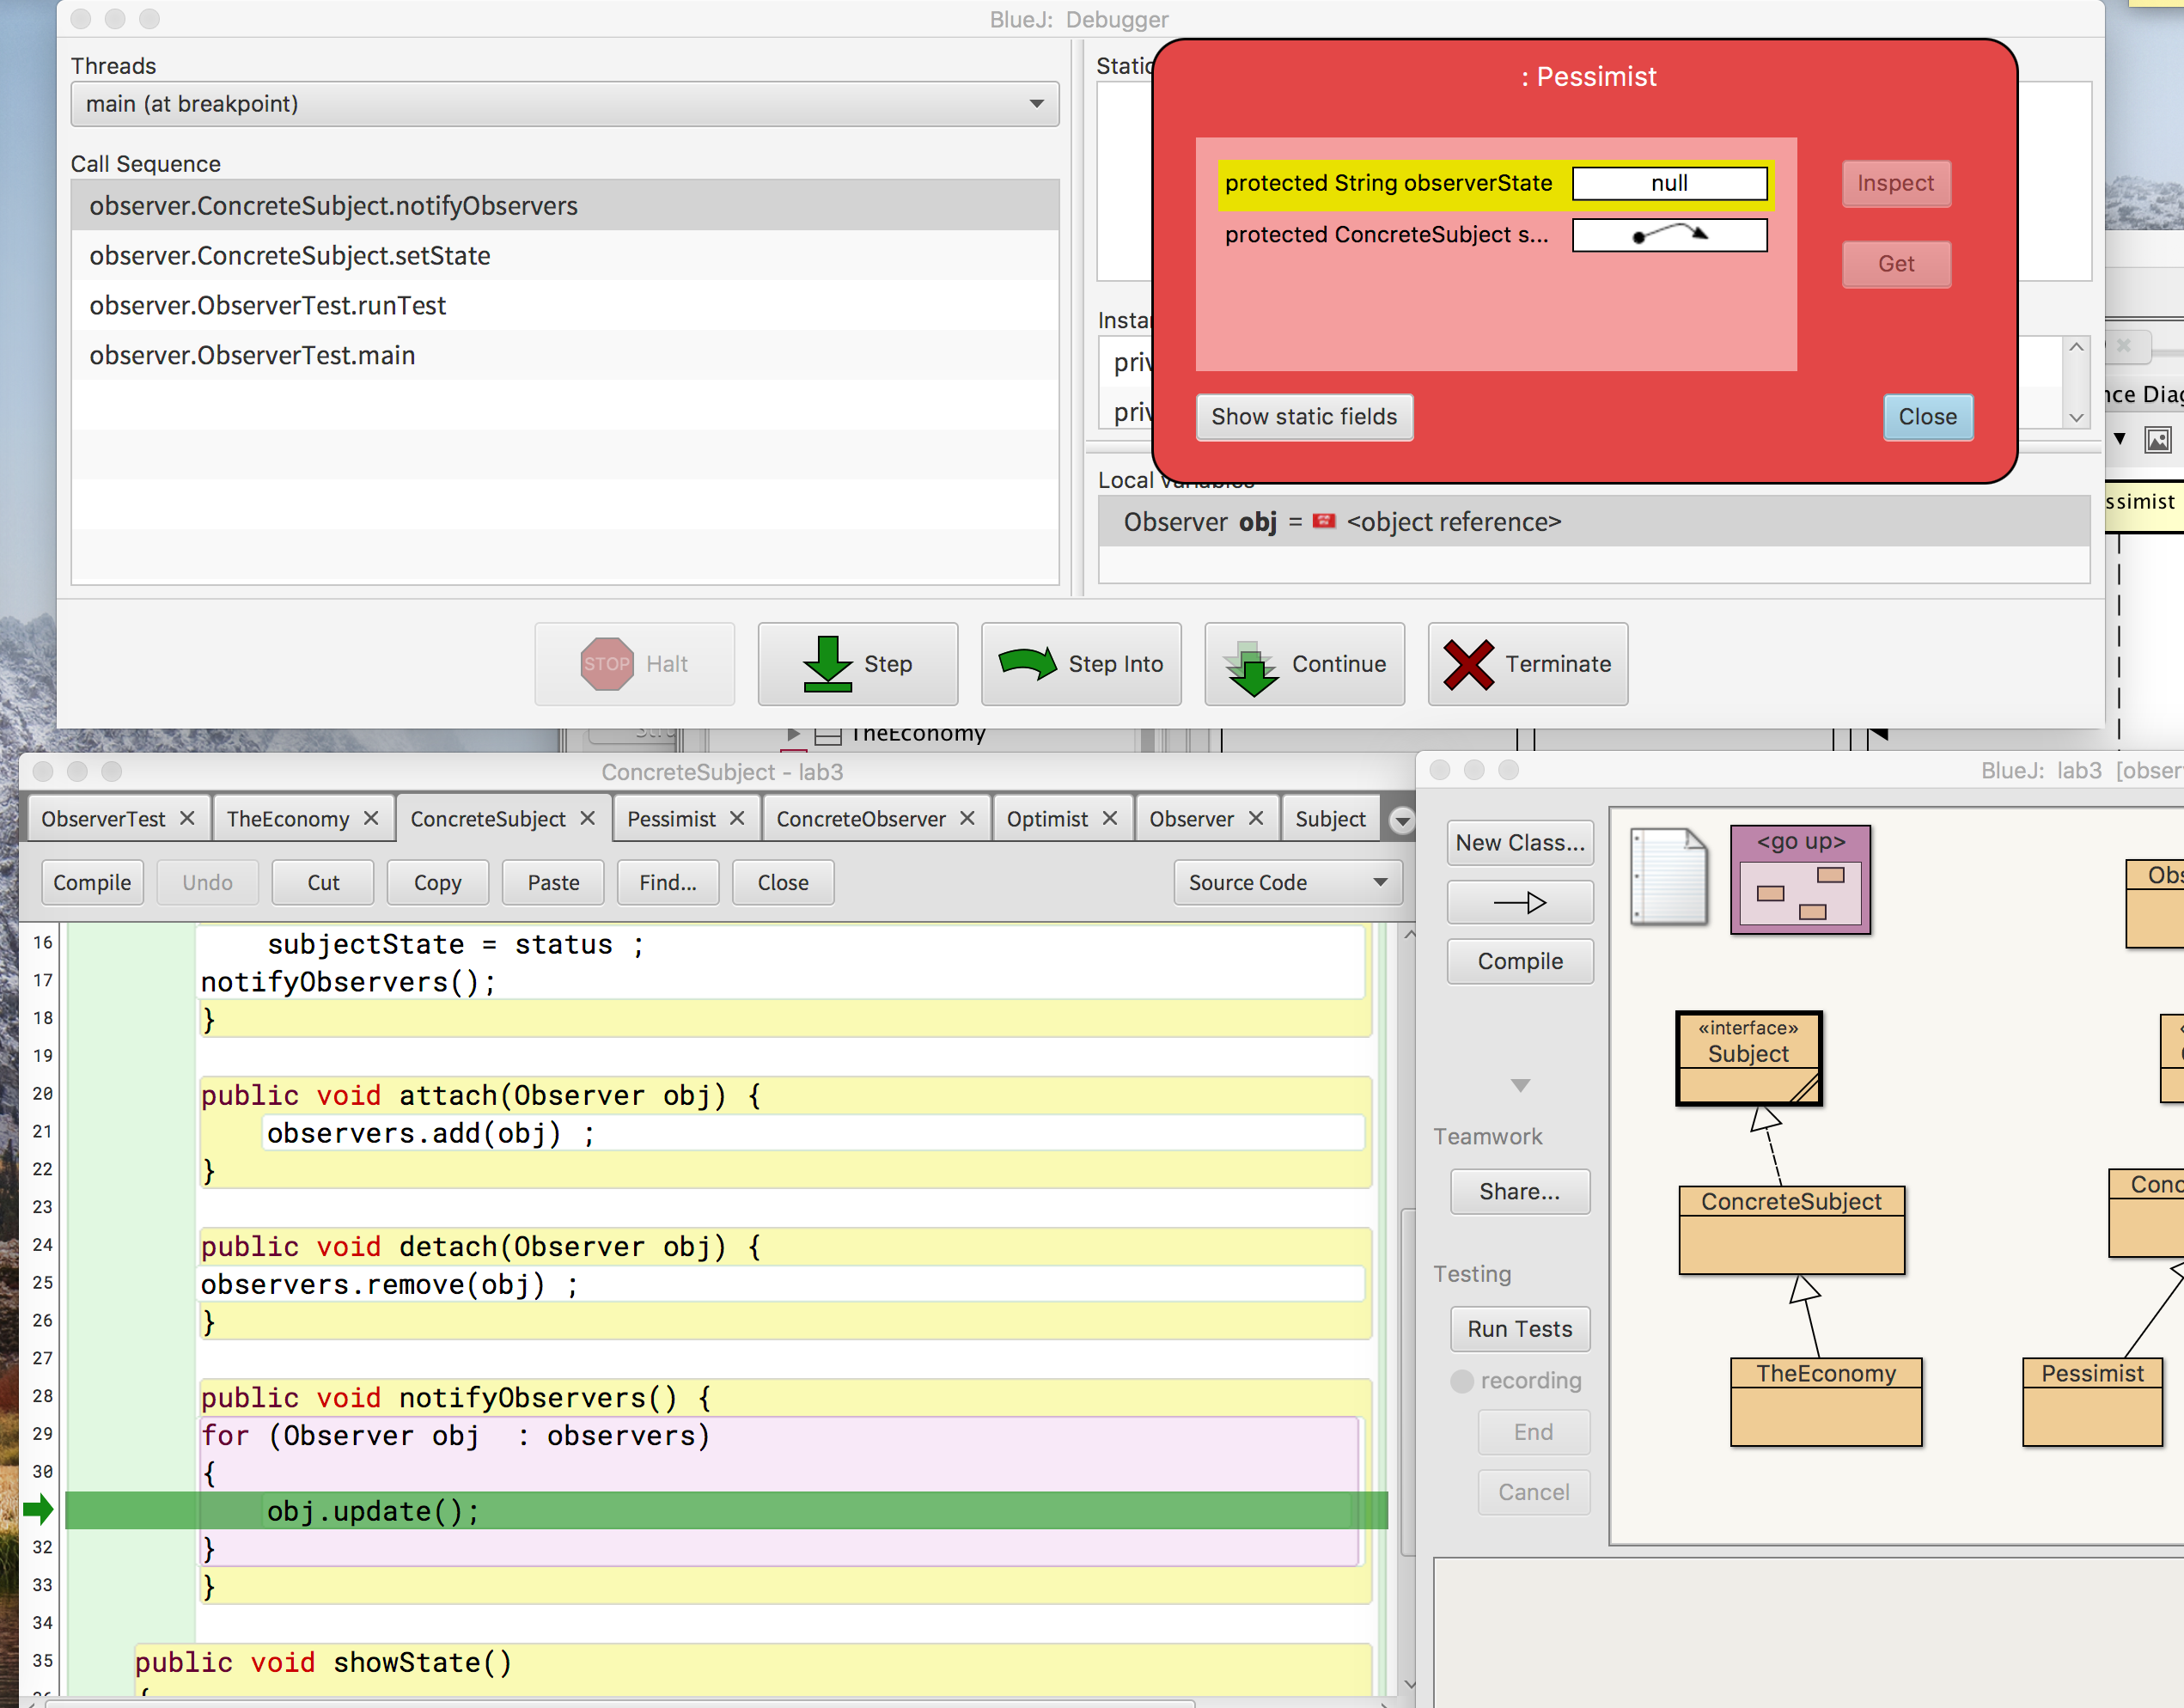 BlueJ: Debugger
Threads
main (at breakpoint)
Call Sequence
observer.ConcreteSubject.notifyObservers
observer.ConcreteSubject.setState
observer.ObserverTest.runTest
observer.ObserverTest.main
Static
: Pessimist
protected String observerState null
protected ConcreteSubject s...
Inspect
Get
Show static fields
Close
Insta
priv
priv
Local variables
Observer obj = <object reference>
STOP Halt
Step
Step Into
Continue
Terminate
nce Diag
ssimist
TheEconomy
ConcreteSubject - lab3
ObserverTest
TheEconomy
ConcreteSubject
Pessimist
ConcreteObserver
Optimist
Observer
Subject
Compile
Undo
Cut
Copy
Paste
Find...
Close
Source Code
16 subjectState = status ;
17 notifyObservers();
18 }
19
20 public void attach(Observer obj) {
21 observers.add(obj) ;
22 }
23
24 public void detach(Observer obj) {
25 observers.remove(obj) ;
26 }
27
28 public void notifyObservers() {
29 for (Observer obj  : observers)
30 {
obj.update();
32 }
33 }
34
35 public void showState()
{
BlueJ: lab3 [obser
New Class...
Compile
Teamwork
Share...
Testing
Run Tests
recording
End
Cancel
<go up>
Obs
«interface»
Subject
ConcreteSubject
Conc
TheEconomy
Pessimist